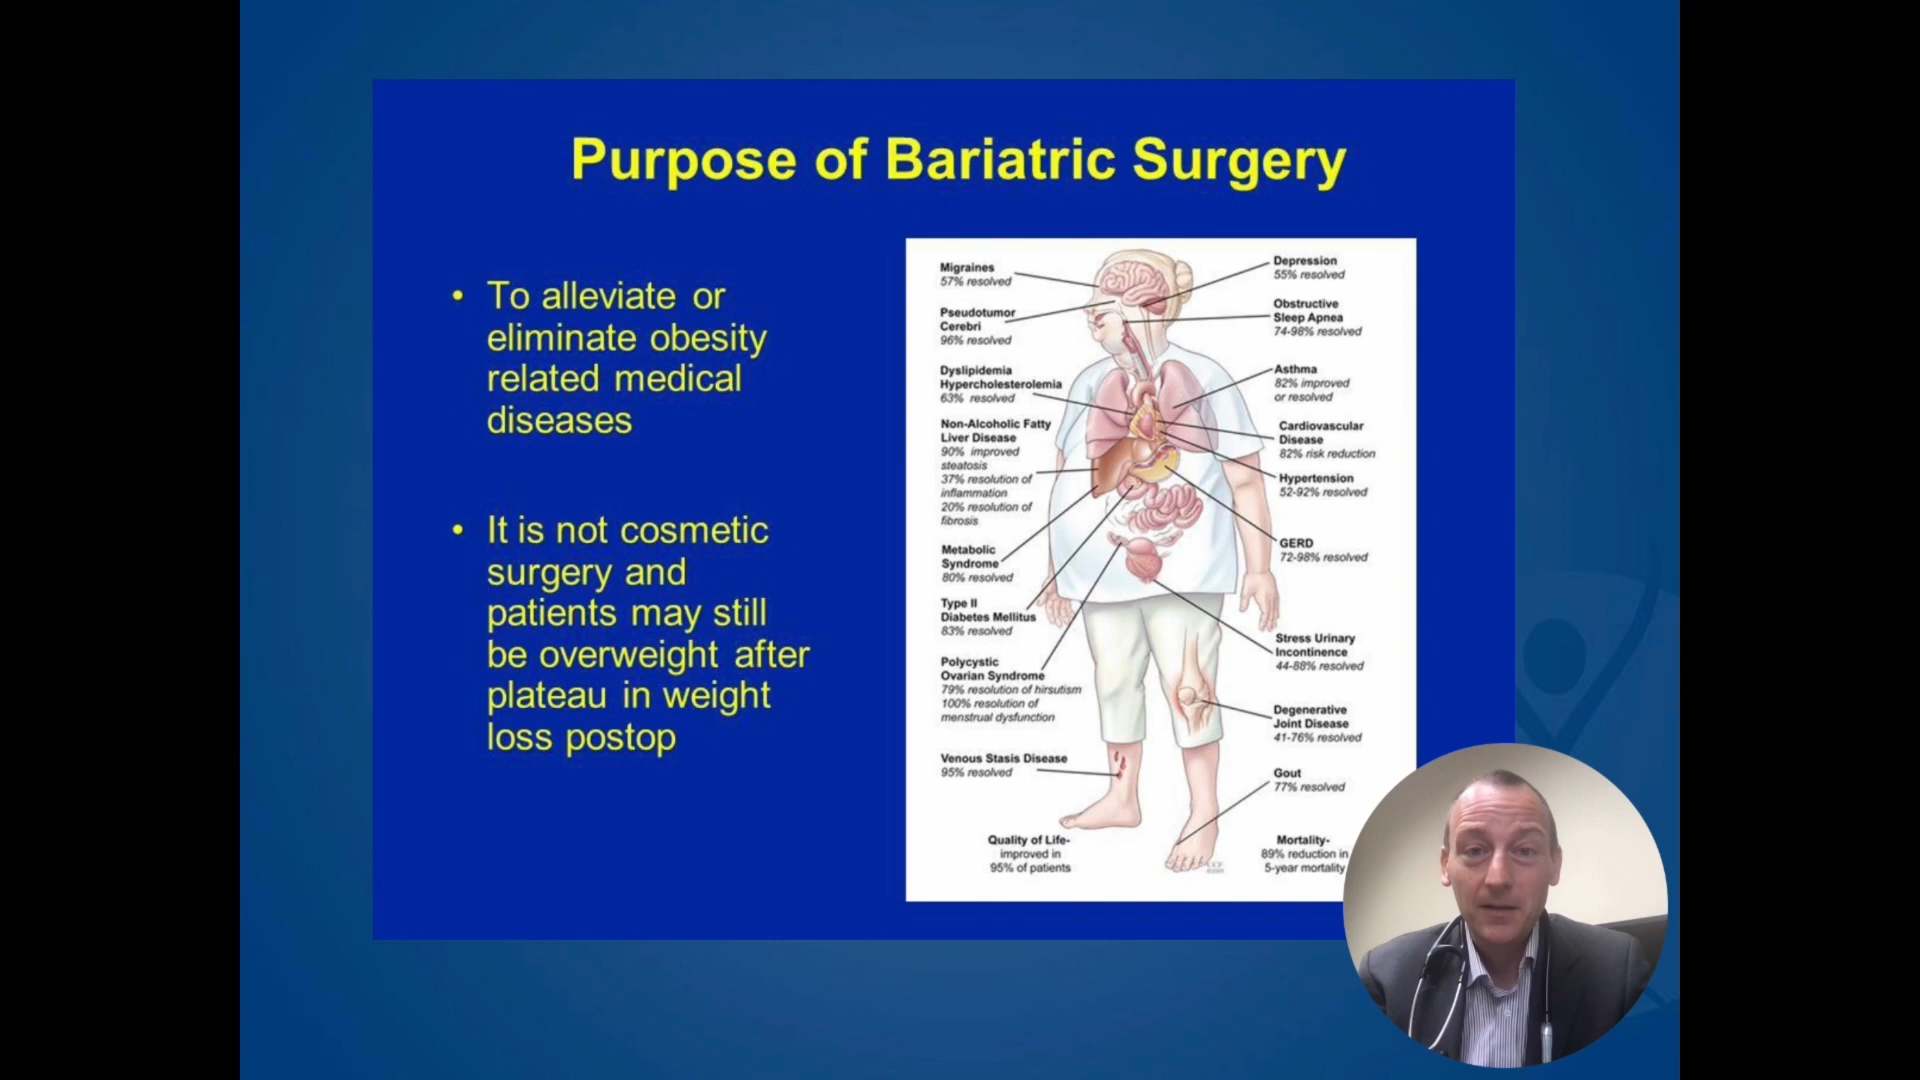 Purpose of Bariatric Surgery
• To alleviate or
eliminate obesity
related medical
diseases
• It is not cosmetic
surgery and
patients may still
be overweight after
plateau in weight
loss postop
Migraines
57% resolved
Pseudotumor
Cerebri
96% resolved
Dyslipidemia
Hypercholesterolemia
63% resolved
Non-Alcoholic Fatty
Liver Disease
90% improved
steatosis
37% resolution of
inflammation
20% resolution of
fibrosis
Metabolic
Syndrome
80% resolved
Type II
Diabetes Mellitus
83% resolved
Polycystic
Ovarian Syndrome
79% resolution of hirsutism
100% resolution of
menstrual dysfunction
Venous Stasis Disease
95% resolved
Quality of Life-
improved in
95% of patients
Depression
55% resolved
Obstructive
Sleep Apnea
74-98% resolved
Asthma
82% improved
or resolved
Cardiovascular
Disease
82% risk reduction
Hypertension
52-92% resolved
GERD
72-98% resolved
Stress Urinary
Incontinence
44-88% resolved
Degenerative
Joint Disease
41-76% resolved
Gout
77% resolved
Mortality-
89% reduction in
5-year mortality